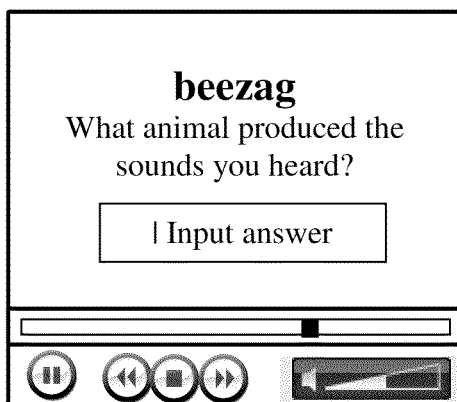 beezag
What animal produced the
sounds you heard?
| Input answer